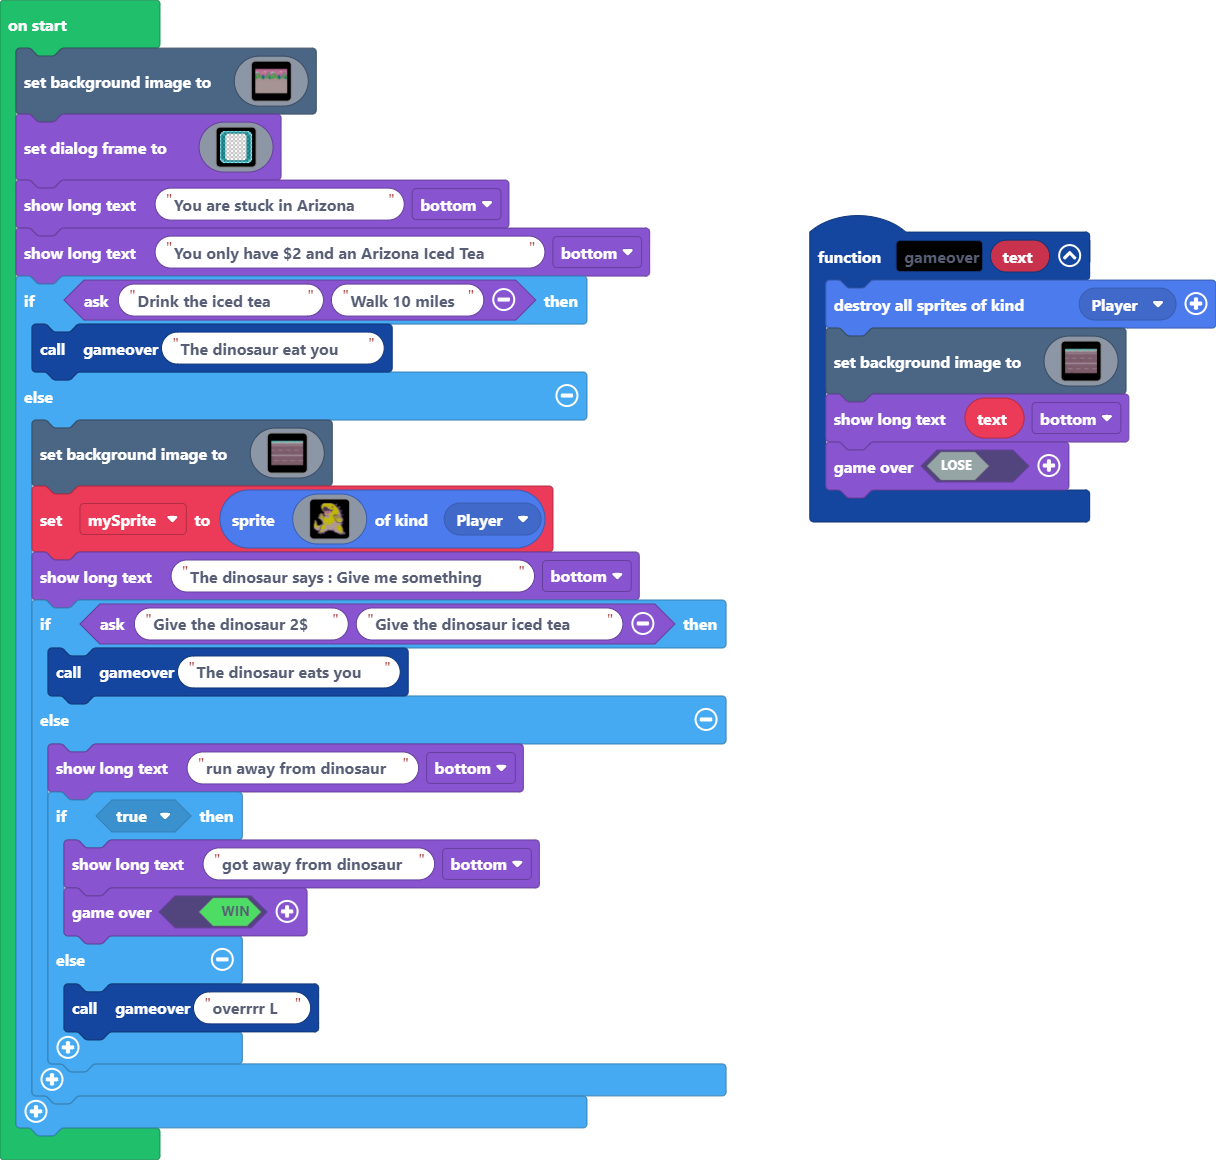 on start
set background image to
set dialog frame to
show long text "You are stuck in Arizona" bottom
show long text "You only have $2 and an Arizona Iced Tea" bottom
if ask "Drink the iced tea" "Walk 10 miles" then
call gameover "The dinosaur eat you"
else
set background image to
set mySprite to sprite of kind Player
show long text "The dinosaur says : Give me something" bottom
if ask "Give the dinosaur 2$" "Give the dinosaur iced tea" then
call gameover "The dinosaur eats you"
else
show long text "run away from dinosaur" bottom
if true then
show long text "got away from dinosaur" bottom
game over WIN
else
call gameover "overrrr L"
function gameover text
destroy all sprites of kind Player
set background image to
show long text text bottom
game over LOSE